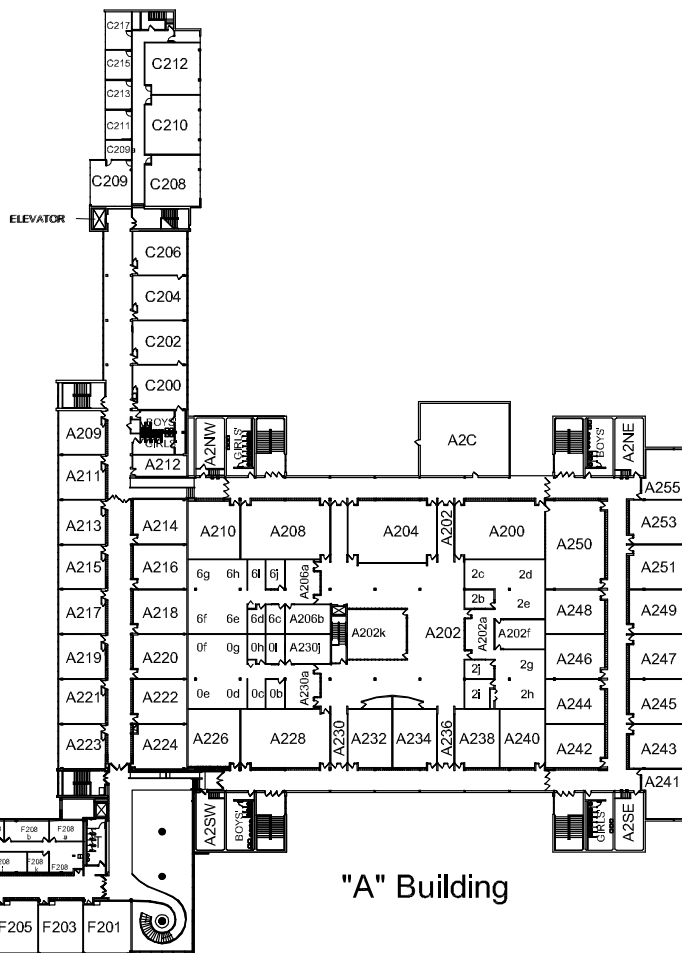 C217
C215
C212
C213
C211
C210
C209a
C209
C208
ELEVATOR
C206
C204
C202
C200
BOYS'
GIRLS'
A212
A209
A211
A213
A215
A217
A219
A221
A223
A214
A216
A218
A220
A222
A224
A2NW
GIRLS'
A2C
BOYS'
A2NE
A255
A253
A251
A249
A247
A245
A243
A241
A210
A208
A204
A202
A200
A250
A248
A246
A244
A242
6g
6h
6i
6j
A206a
2c
2d
2b
2e
6f
6e
6d
6c
A206b
A202k
A202
A202a
A202f
0f
0g
0h
0i
A230j
2j
2g
0e
0d
0c
0b
A230a
2i
2h
A226
A228
A230
A232
A234
A236
A238
A240
A2SW
BOYS'
GIRLS'
A2SE
F208
b
F208
a
F208
k
F208
F205
F203
F201
"A" Building